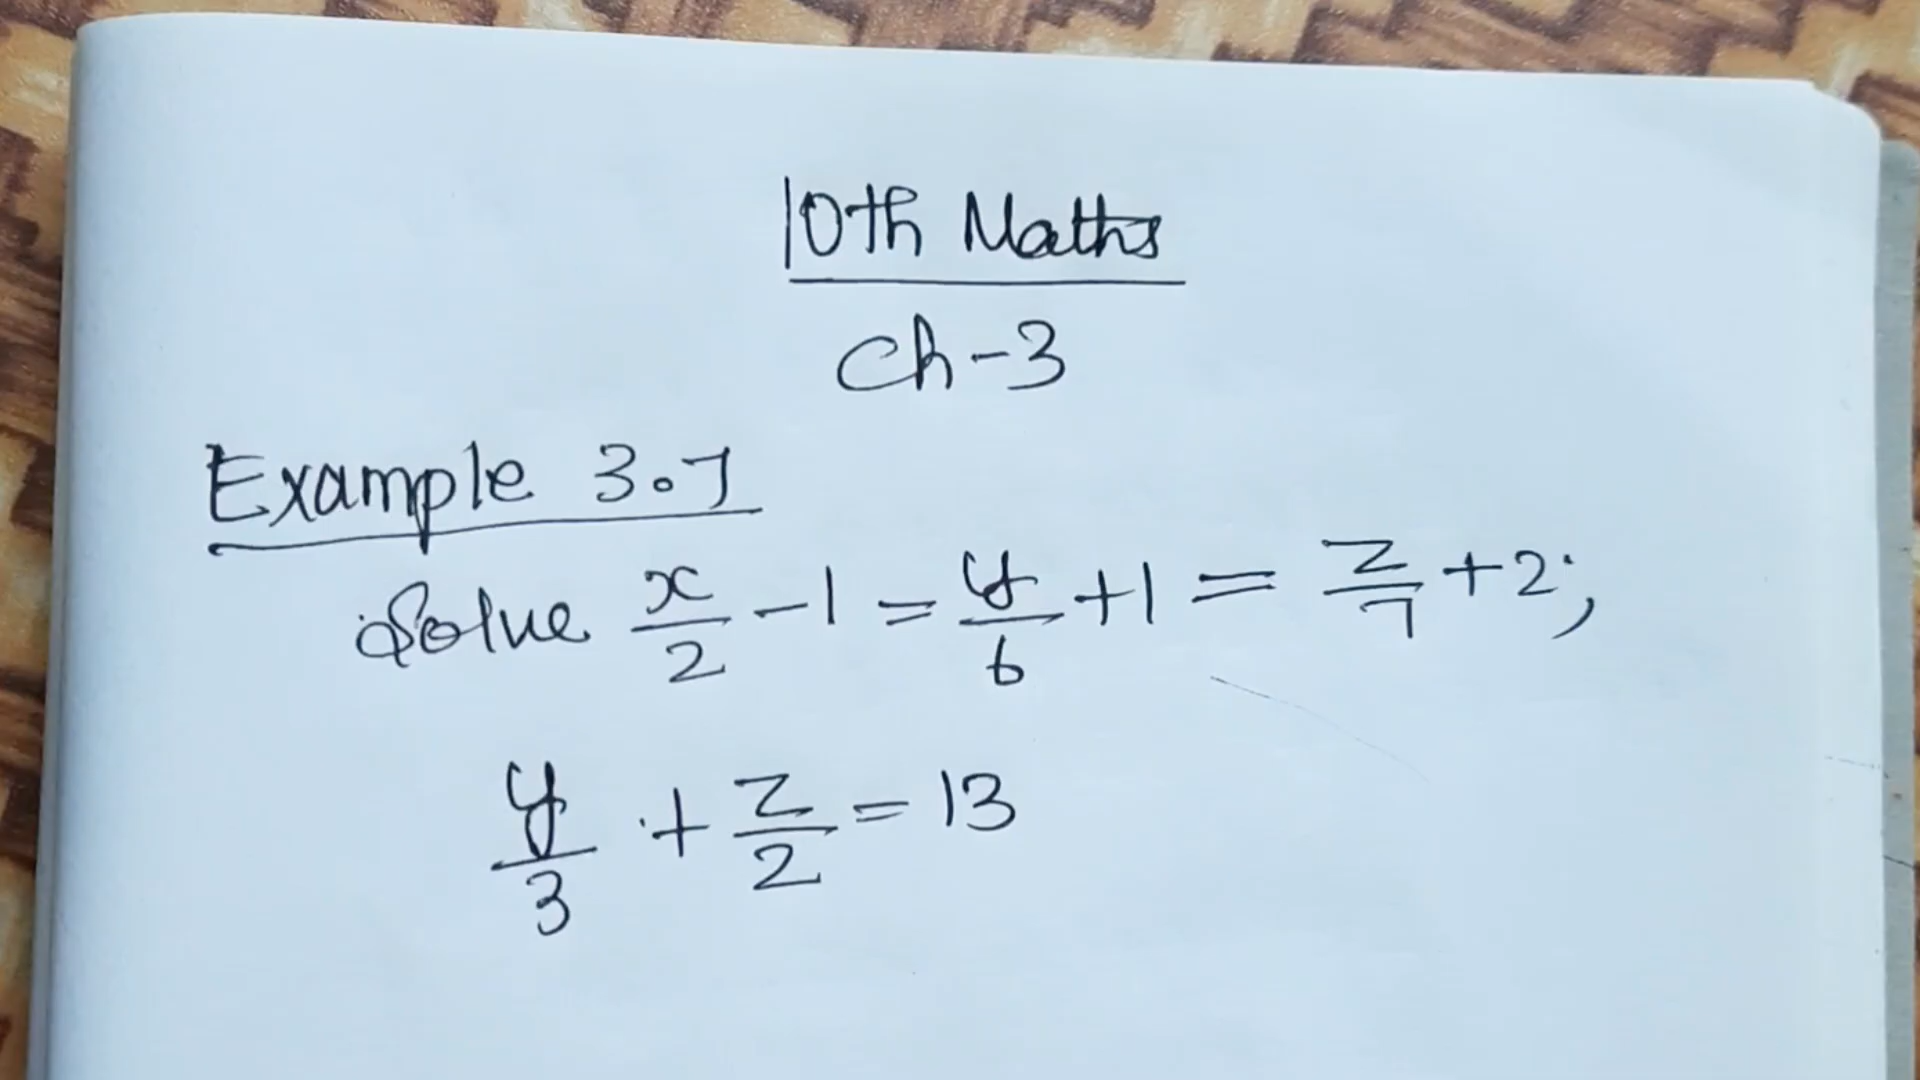 10th Maths
Ch-3
Example 3.7
Solve x/2 - 1 = y/6 + 1 = z/7 + 2;
y/3 + z/2 = 13